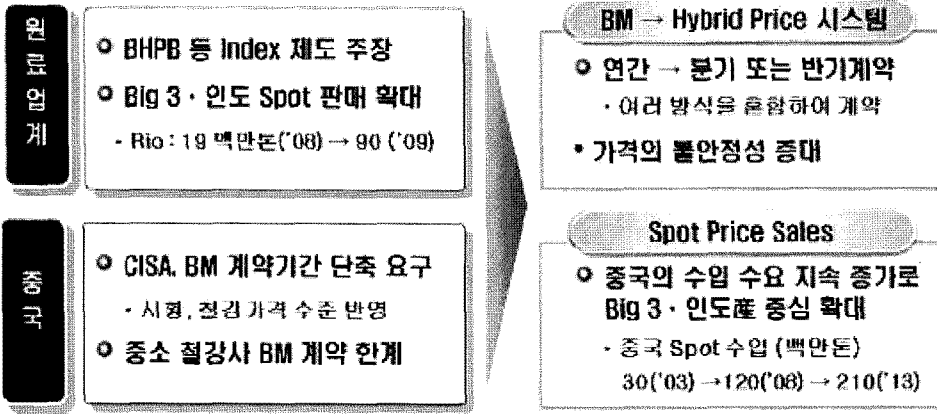 원료업계
• BHPB 등 Index 제도 주장
• Big 3 · 인도 Spot 판매 확대
- Rio : 19 백만톤('08) → 90 ('09)
중국
• CISA, BM 계약기간 단축 요구
· 시황, 철강 가격 수준 반영
• 중소 철강사 BM 계약 한계
BM → Hybrid Price 시스템
• 연간 → 분기 또는 반기계약
· 여러 방식을 혼합하여 계약
• 가격의 불안정성 증대
Spot Price Sales
• 중국의 수입 수요 지속 증가로
Big 3 · 인도産 중심 확대
- 중국 Spot 수입 (백만톤)
30('03) → 120('08) → 210('13)